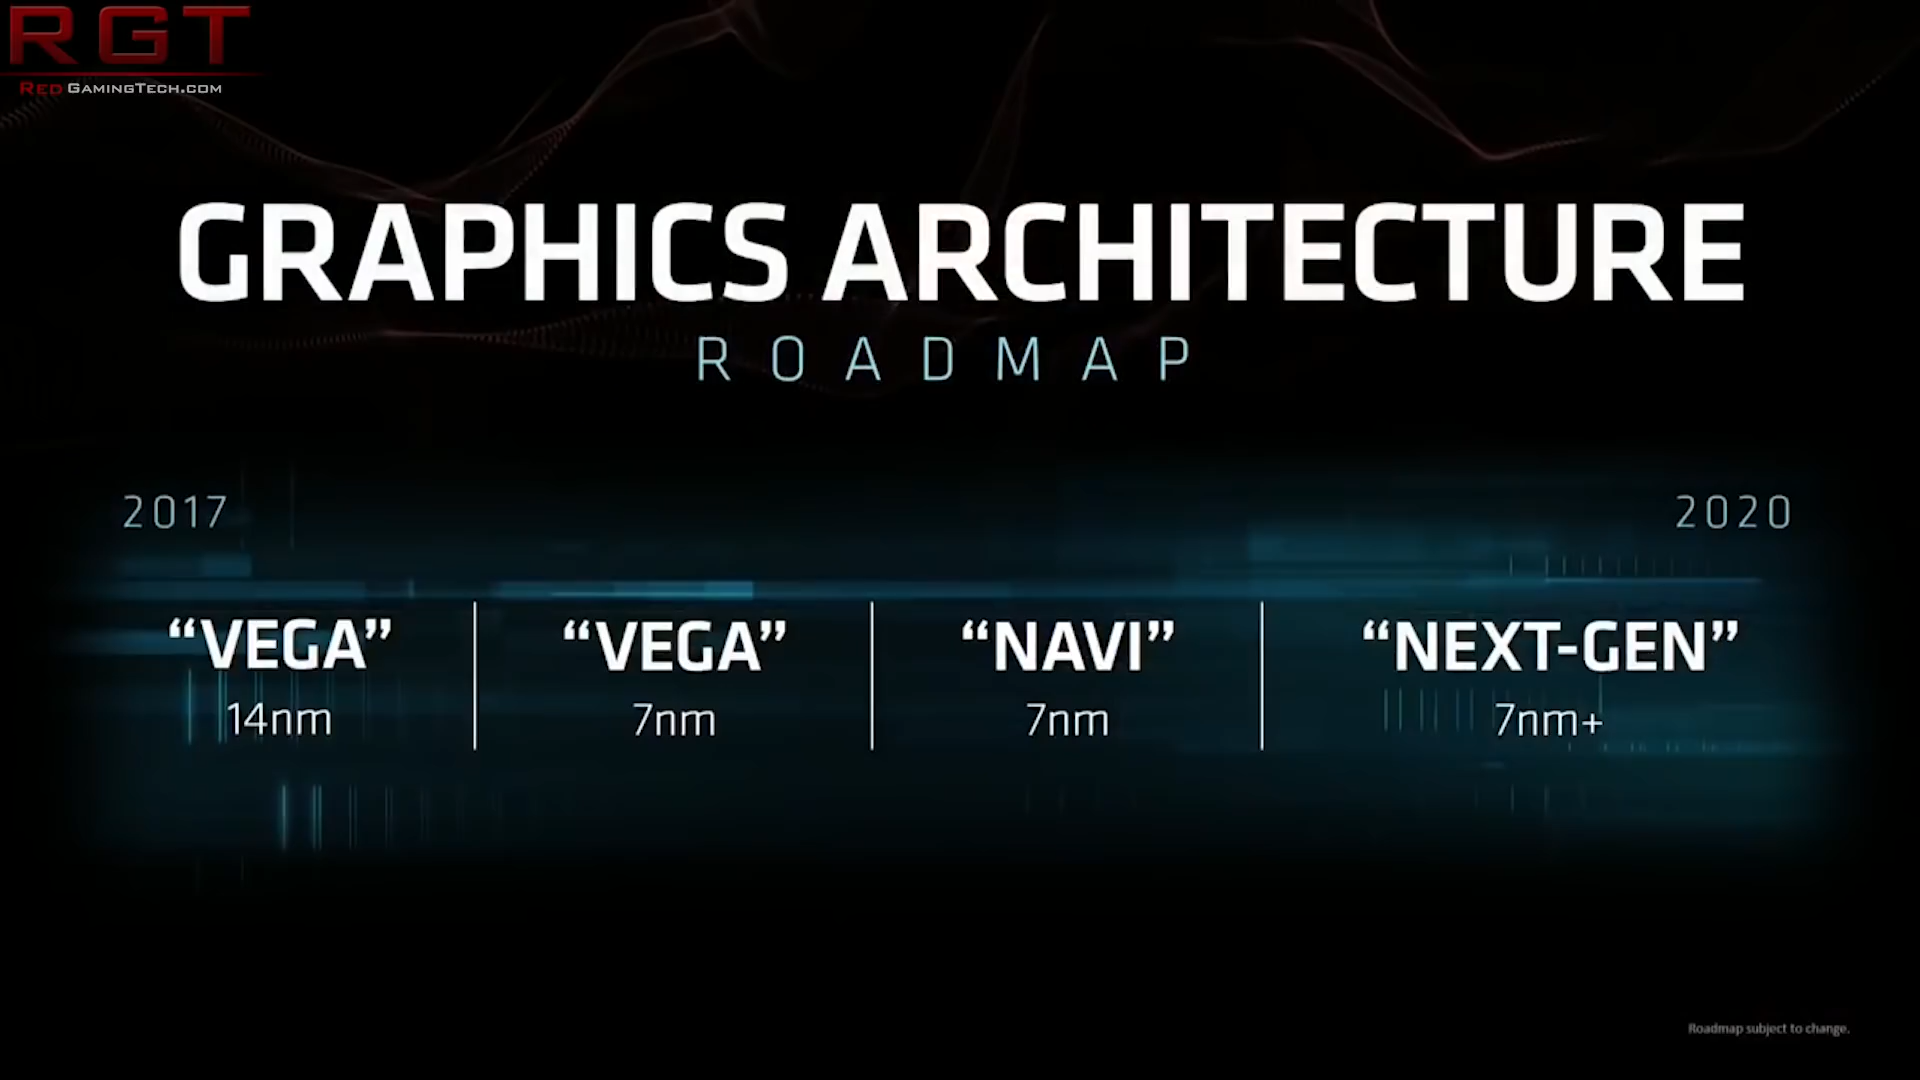 RGT
RED GAMINGTECH.COM
GRAPHICS ARCHITECTURE
ROADMAP
2017
2020
“VEGA”
14nm
“VEGA”
7nm
“NAVI”
7nm
“NEXT-GEN”
7nm+
Roadmap subject to change.